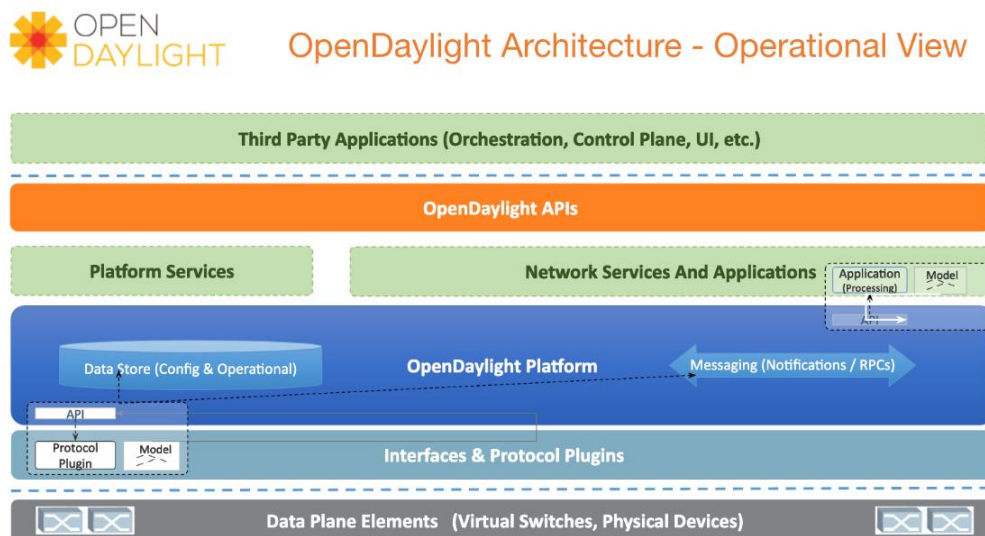 OPEN
DAYLIGHT
OpenDaylight Architecture - Operational View
Third Party Applications (Orchestration, Control Plane, UI, etc.)
OpenDaylight APIs
Platform Services
Network Services And Applications
Application
(Processing)
Model
API
Data Store (Config & Operational)
OpenDaylight Platform
Messaging (Notifications / RPCs)
API
Protocol
Plugin
Model
Interfaces & Protocol Plugins
Data Plane Elements (Virtual Switches, Physical Devices)